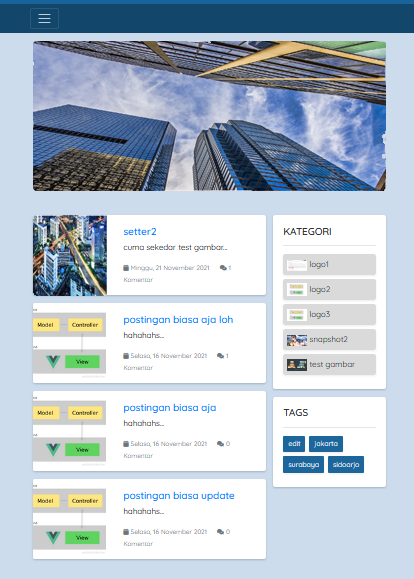 setter2
cuma sekedar test gambar...
Minggu, 21 November 2021 1
Komentar
postingan biasa aja loh
hahahahs...
Selasa, 16 November 2021 1
Komentar
Model Controller
View
postingan biasa aja
hahahahs...
Selasa, 16 November 2021 0
Komentar
Model Controller
View
postingan biasa update
hahahahs...
Selasa, 16 November 2021 0
Komentar
Model Controller
View
KATEGORI
logo1
logo2
logo3
snapshot2
test gambar
TAGS
edit jakarta
surabaya sidoarjo